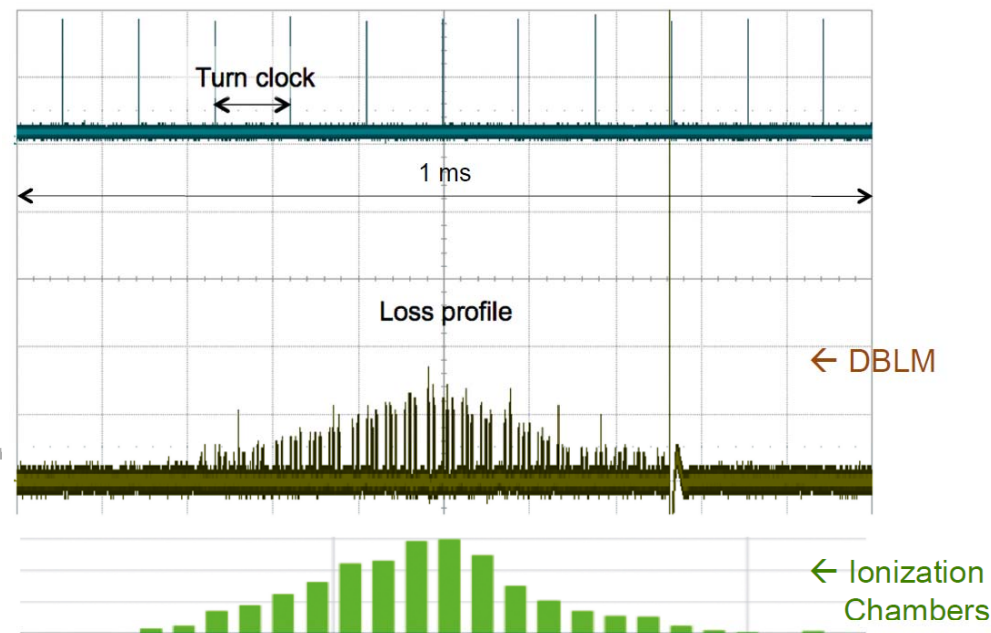 Turn clock
1 ms
Loss profile
← DBLM
← Ionization
Chambers